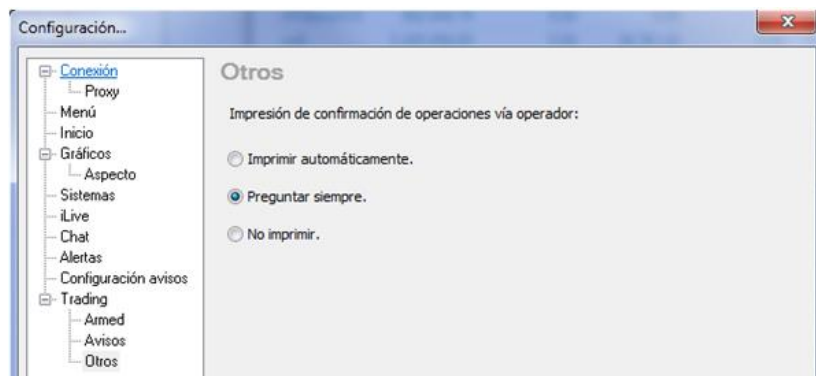 Configuración...
Conexión
Proxy
Menú
Inicio
Gráficos
Aspecto
Sistemas
iLive
Chat
Alertas
Configuración avisos
Trading
Armed
Avisos
Otros
Otros
Impresión de confirmación de operaciones vía operador:
Imprimir automáticamente.
Preguntar siempre.
No imprimir.